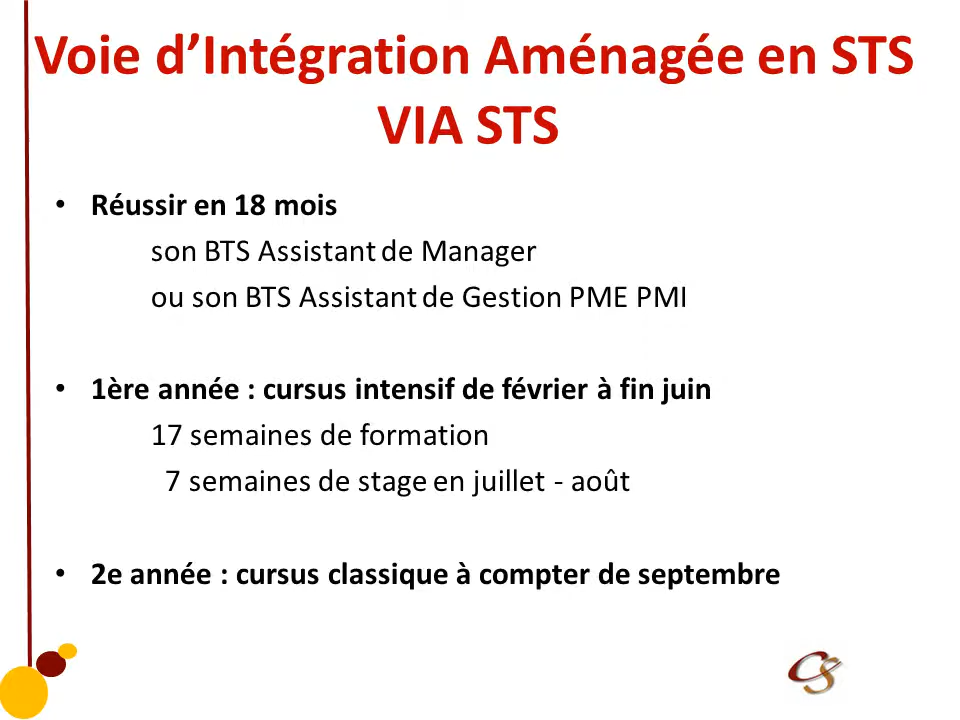 Voie d’Intégration Aménagée en STS
VIA STS
• Réussir en 18 mois
son BTS Assistant de Manager
ou son BTS Assistant de Gestion PME PMI
• 1ère année : cursus intensif de février à fin juin
17 semaines de formation
7 semaines de stage en juillet - août
• 2e année : cursus classique à compter de septembre
CS